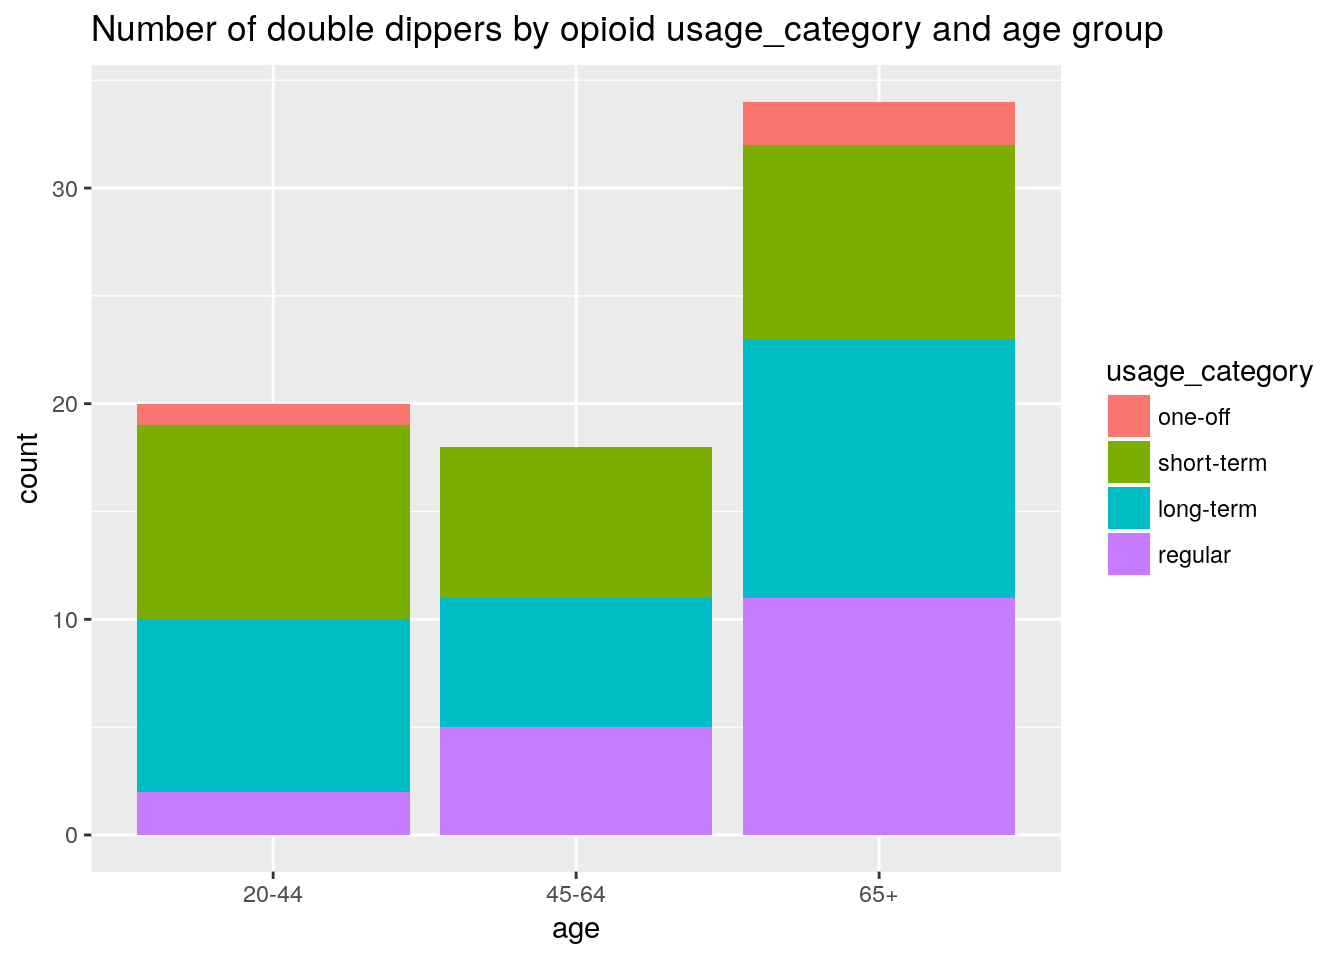 Number of double dippers by opioid usage_category and age group
count
30
20
10
0
20-44
45-64
65+
age
usage_category
one-off
short-term
long-term
regular